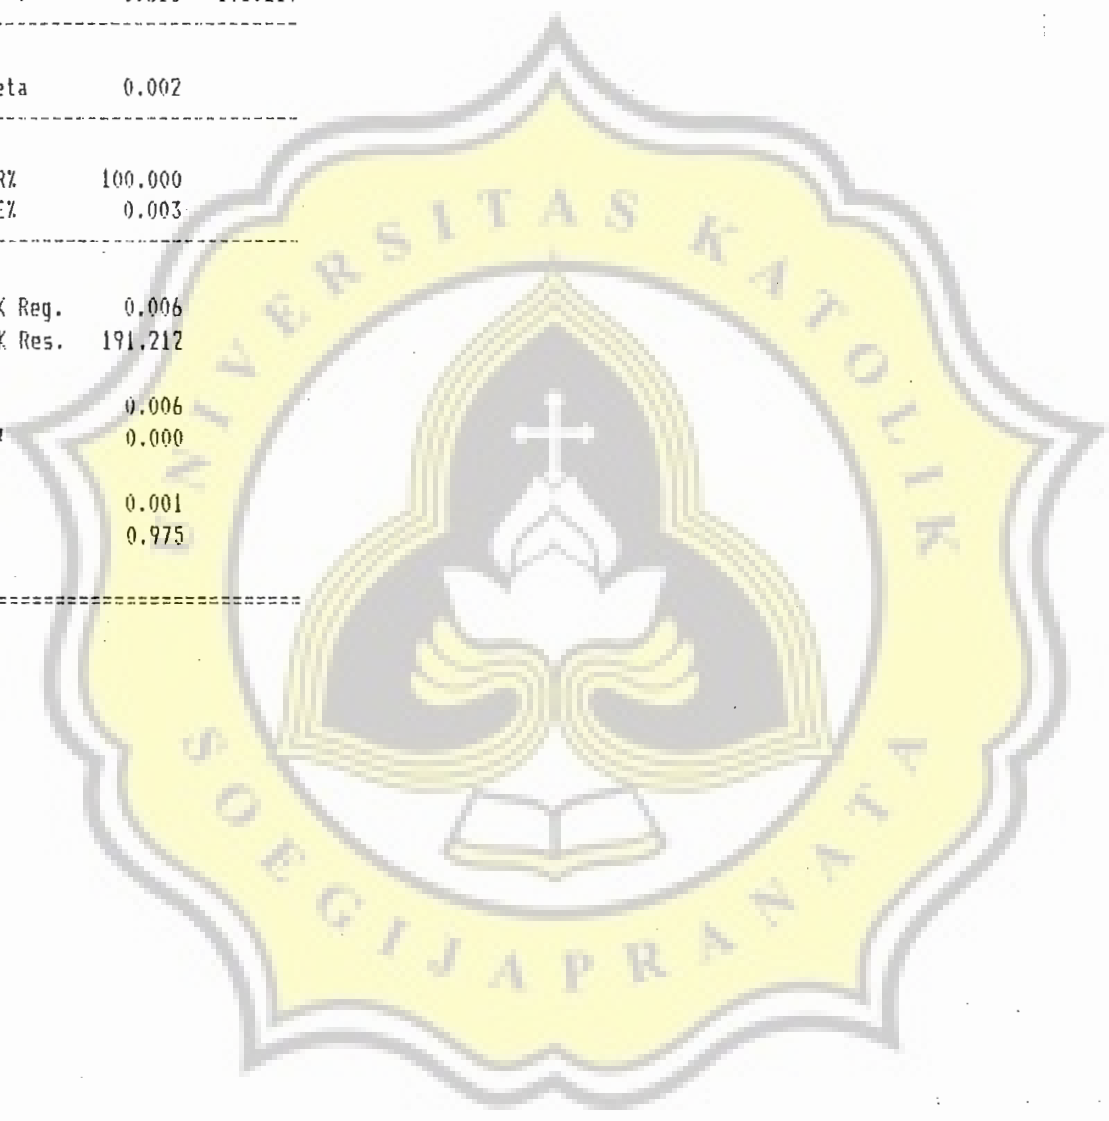 eta 0.002
R% 100.000
E% 0.003
K Reg. 0.006
K Res. 191.212
0.006
0.000
0.001
0.975
UNIVERSITAS KATOLIK
SOEGIJAPRANATA